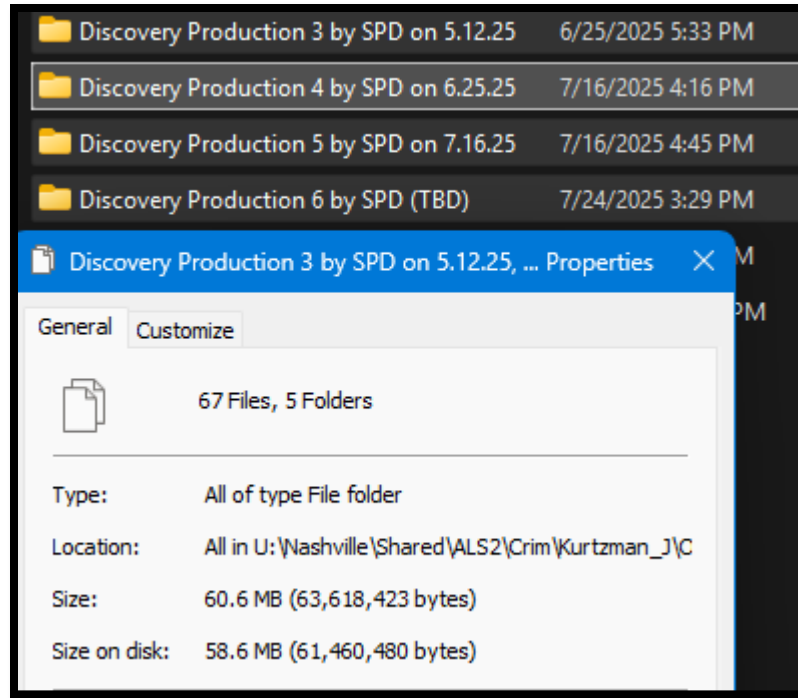 Discovery Production 3 by SPD on 5.12.25 6/25/2025 5:33 PM
Discovery Production 4 by SPD on 6.25.25 7/16/2025 4:16 PM
Discovery Production 5 by SPD on 7.16.25 7/16/2025 4:45 PM
Discovery Production 6 by SPD (TBD) 7/24/2025 3:29 PM
Discovery Production 3 by SPD on 5.12.25, ... Properties
M
PM
General Customize
67 Files, 5 Folders
Type: All of type File folder
Location: All in U:\Nashville\Shared\ALS2\Crim\Kurtzman_J\
Size: 60.6 MB (63,618,423 bytes)
Size on disk: 58.6 MB (61,460,480 bytes)